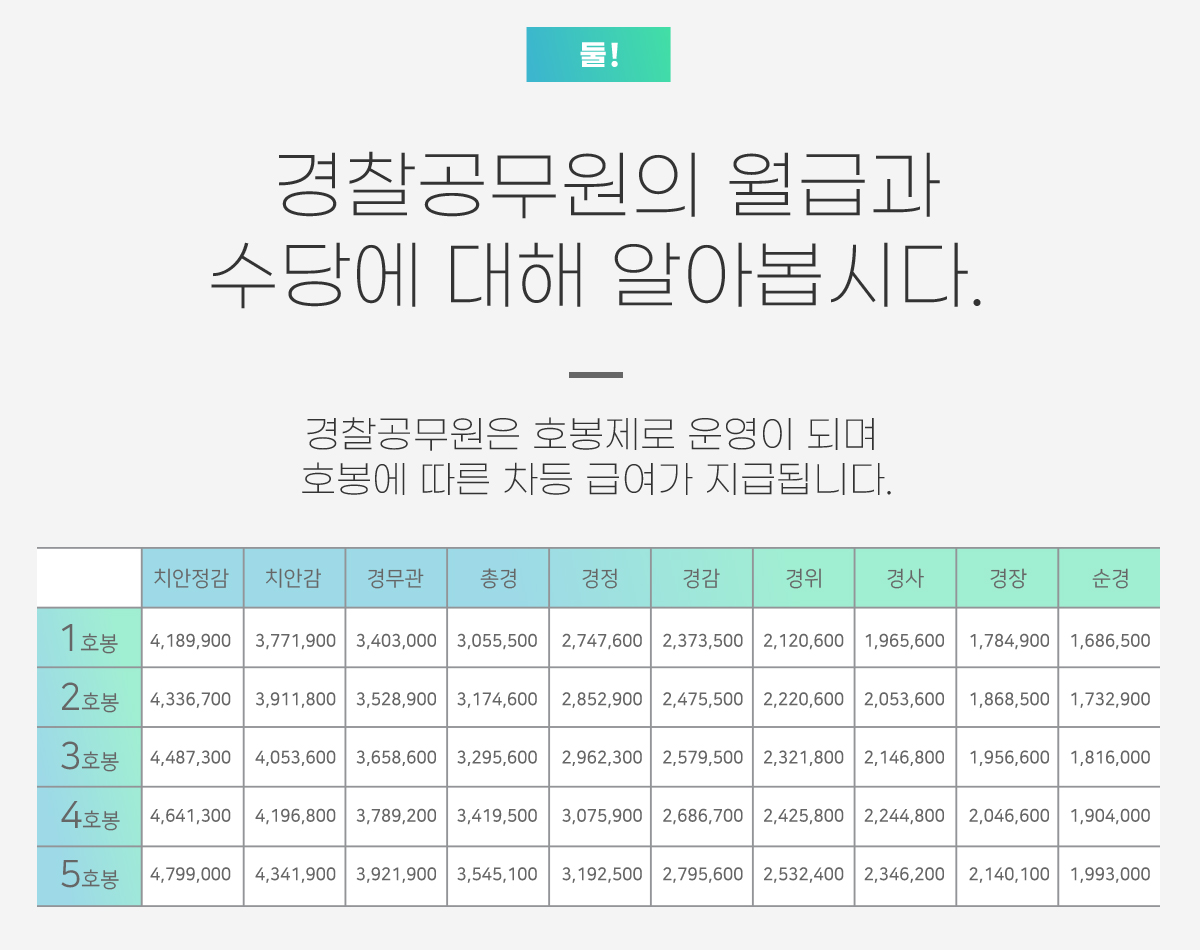 둘!
경찰공무원의 월급과
수당에 대해 알아봅시다.
경찰공무원은 호봉제로 운영이 되며
호봉에 따른 차등 급여가 지급됩니다.
치안정감 치안감 경무관 총경 경정 경감 경위 경사 경장 순경
1호봉 4,189,900 3,771,900 3,403,000 3,055,500 2,747,600 2,373,500 2,120,600 1,965,600 1,784,900 1,686,500
2호봉 4,336,700 3,911,800 3,528,900 3,174,600 2,852,900 2,475,500 2,220,600 2,053,600 1,868,500 1,732,900
3호봉 4,487,300 4,053,600 3,658,600 3,295,600 2,962,300 2,579,500 2,321,800 2,146,800 1,956,600 1,816,000
4호봉 4,641,300 4,196,800 3,789,200 3,419,500 3,075,900 2,686,700 2,425,800 2,244,800 2,046,600 1,904,000
5호봉 4,799,000 4,341,900 3,921,900 3,545,100 3,192,500 2,795,600 2,532,400 2,346,200 2,140,100 1,993,000